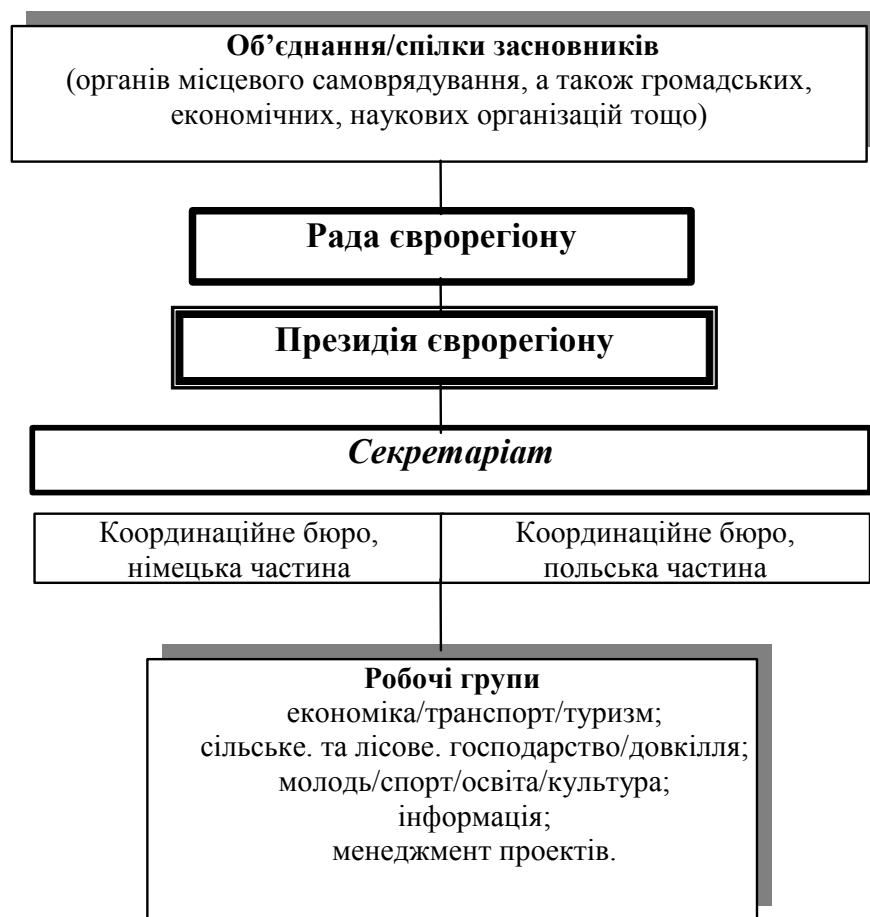 Об’єднання/спілки засновників
(органів місцевого самоврядування, а також громадських,
економічних, наукових організацій тощо)
Рада єврорегіону
Президія єврорегіону
Секретаріат
Координаційне бюро,
німецька частина
Координаційне бюро,
польська частина
Робочі групи
економіка/транспорт/туризм;
сільське. та лісове. господарство/довкілля;
молодь/спорт/освіта/культура;
інформація;
менеджмент проектів.